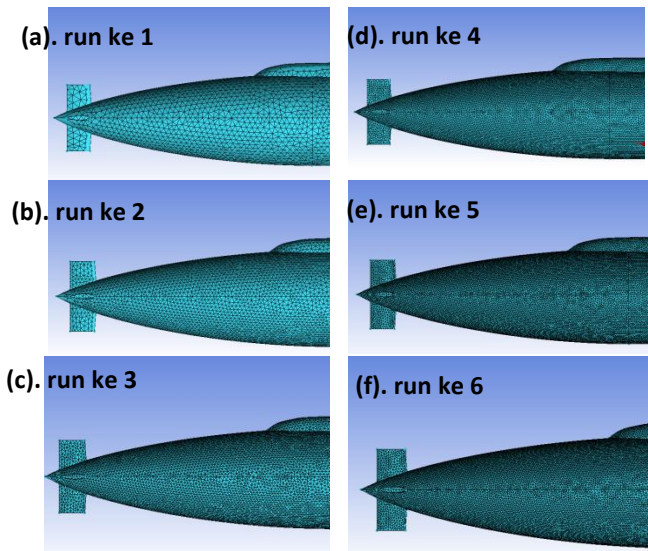 (a). run ke 1
(b). run ke 2
(c). run ke 3
(d). run ke 4
(e). run ke 5
(f). run ke 6